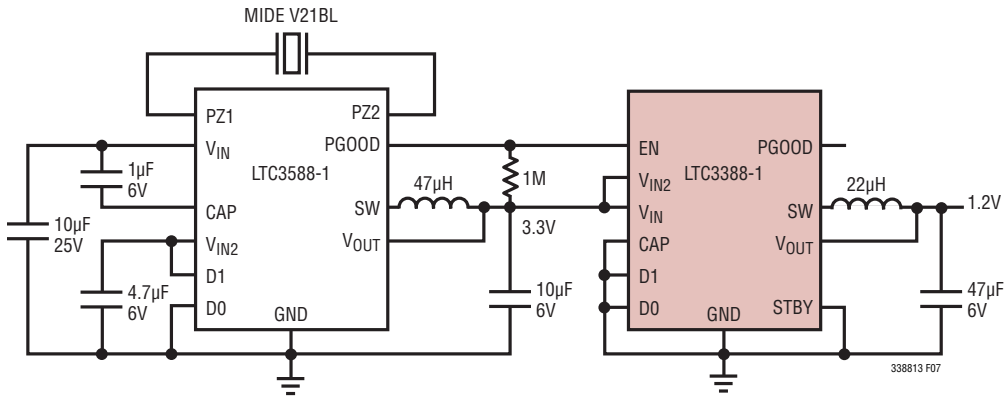 MIDE V21BL
PZ1
PZ2
VIN
PGOOD
LTC3588-1
1µF
6V
CAP
SW
47µH
1M
3.3V
10µF
25V
VIN2
VOUT
D1
4.7µF
6V
D0
GND
10µF
6V
EN
PGOOD
VIN2
LTC3388-1
VIN
SW
22µH
1.2V
CAP
VOUT
D1
D0
GND
STBY
47µF
6V
338813 F07